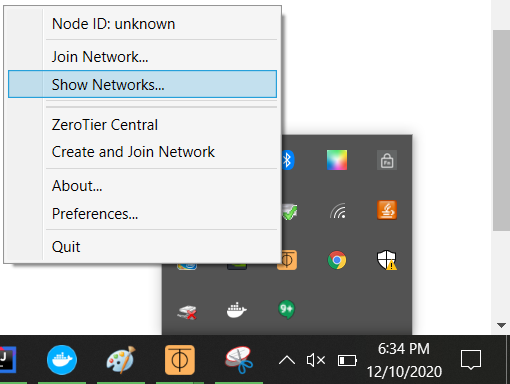 Node ID: unknown
Join Network...
Show Networks...
ZeroTier Central
Create and Join Network
About...
Preferences...
Quit
6:34 PM
12/10/2020